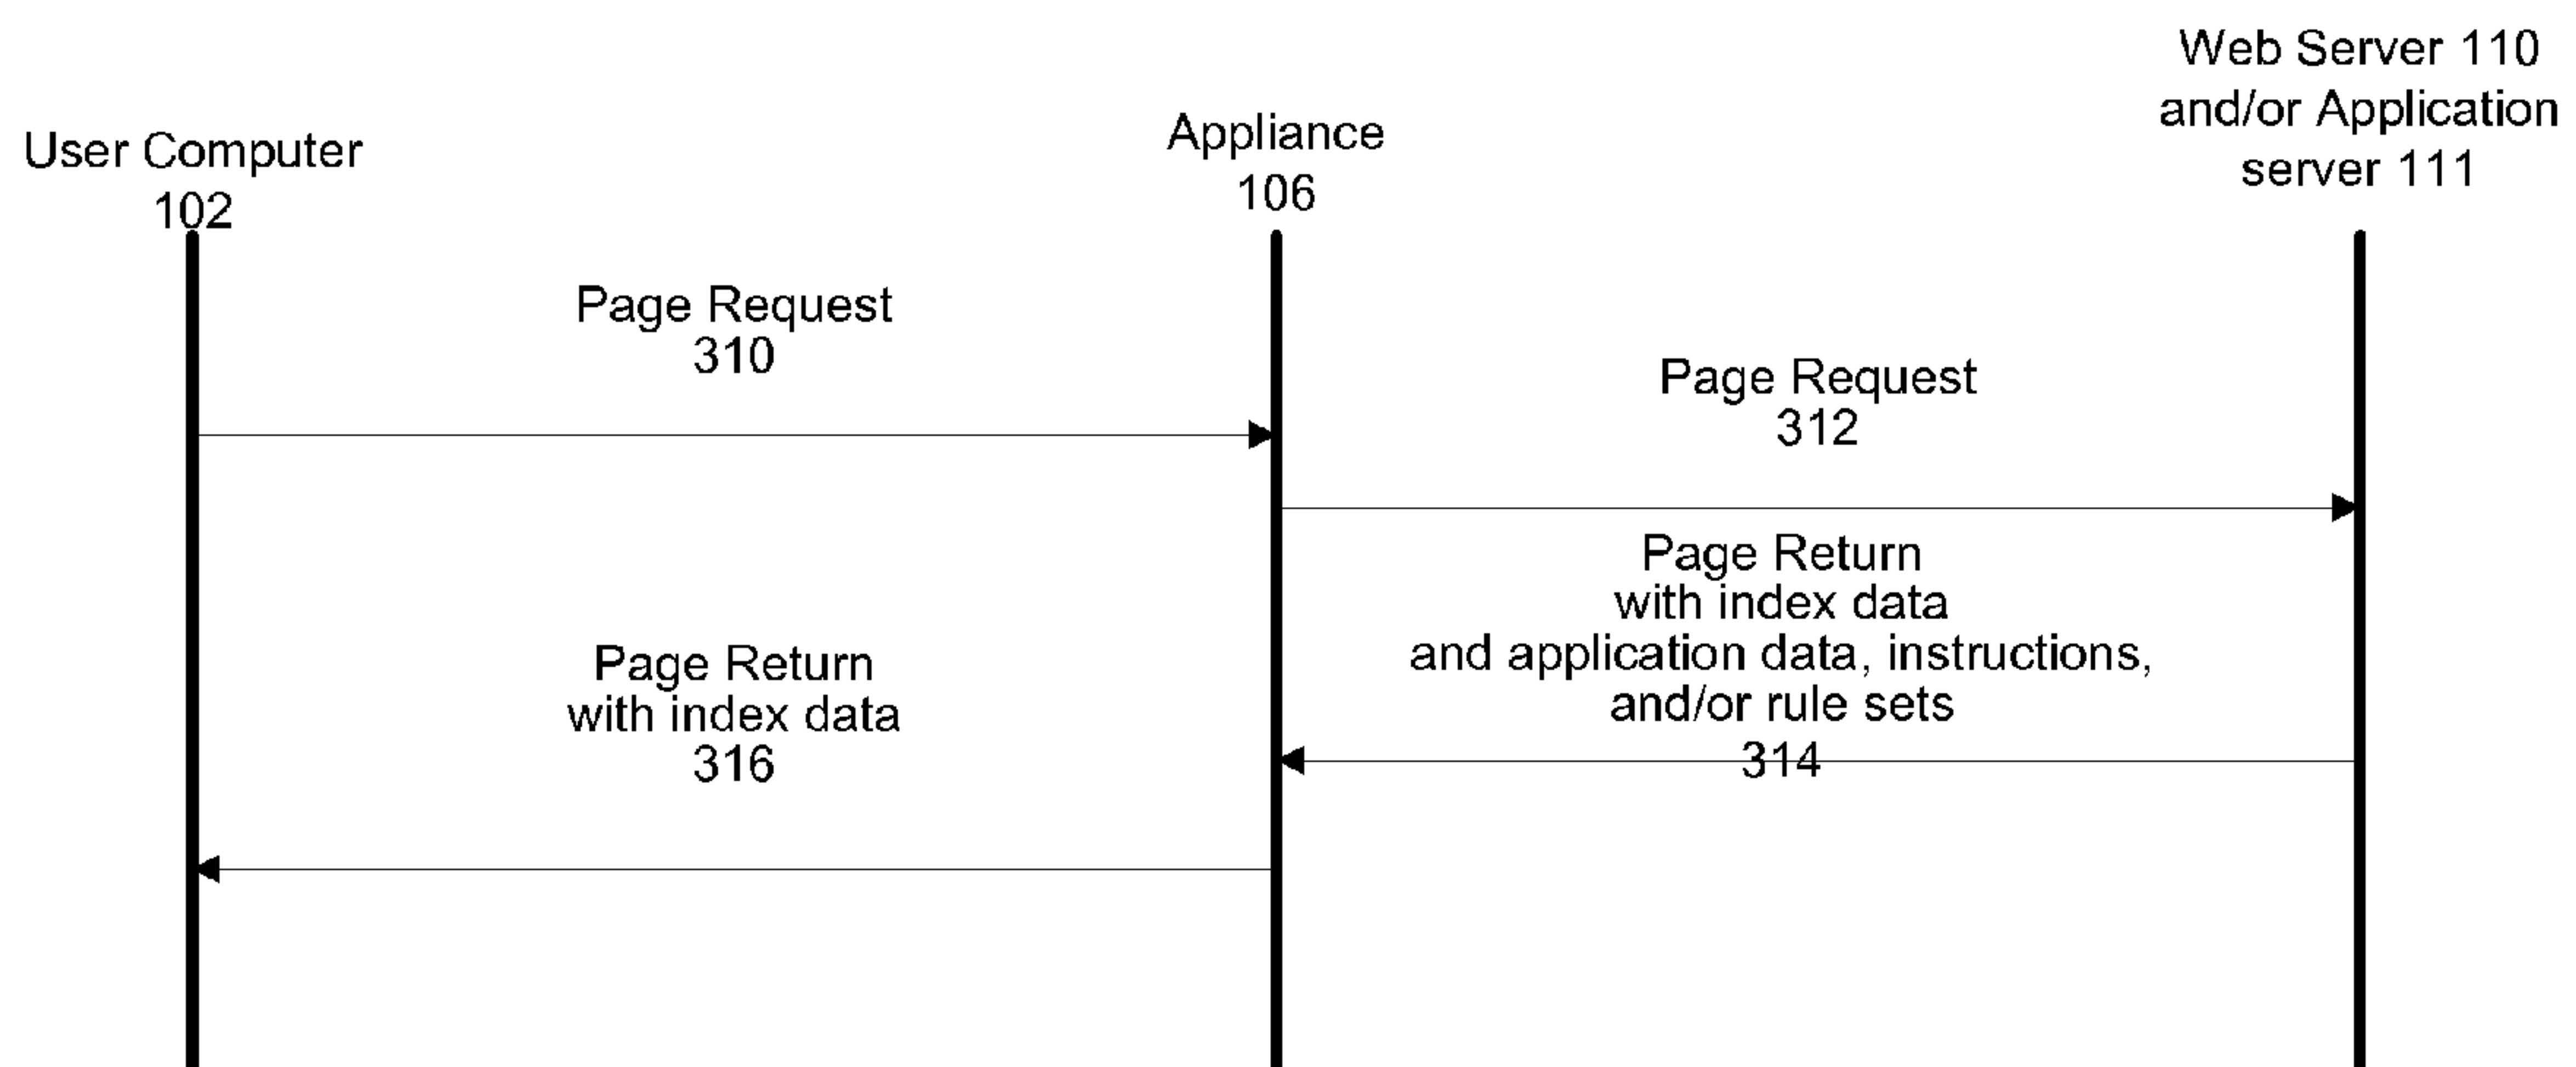 User Computer
102
Appliance
106
Web Server 110
and/or Application
server 111
Page Request
310
Page Request
312
Page Return
with index data
and application data, instructions,
and/or rule sets
314
Page Return
with index data
316